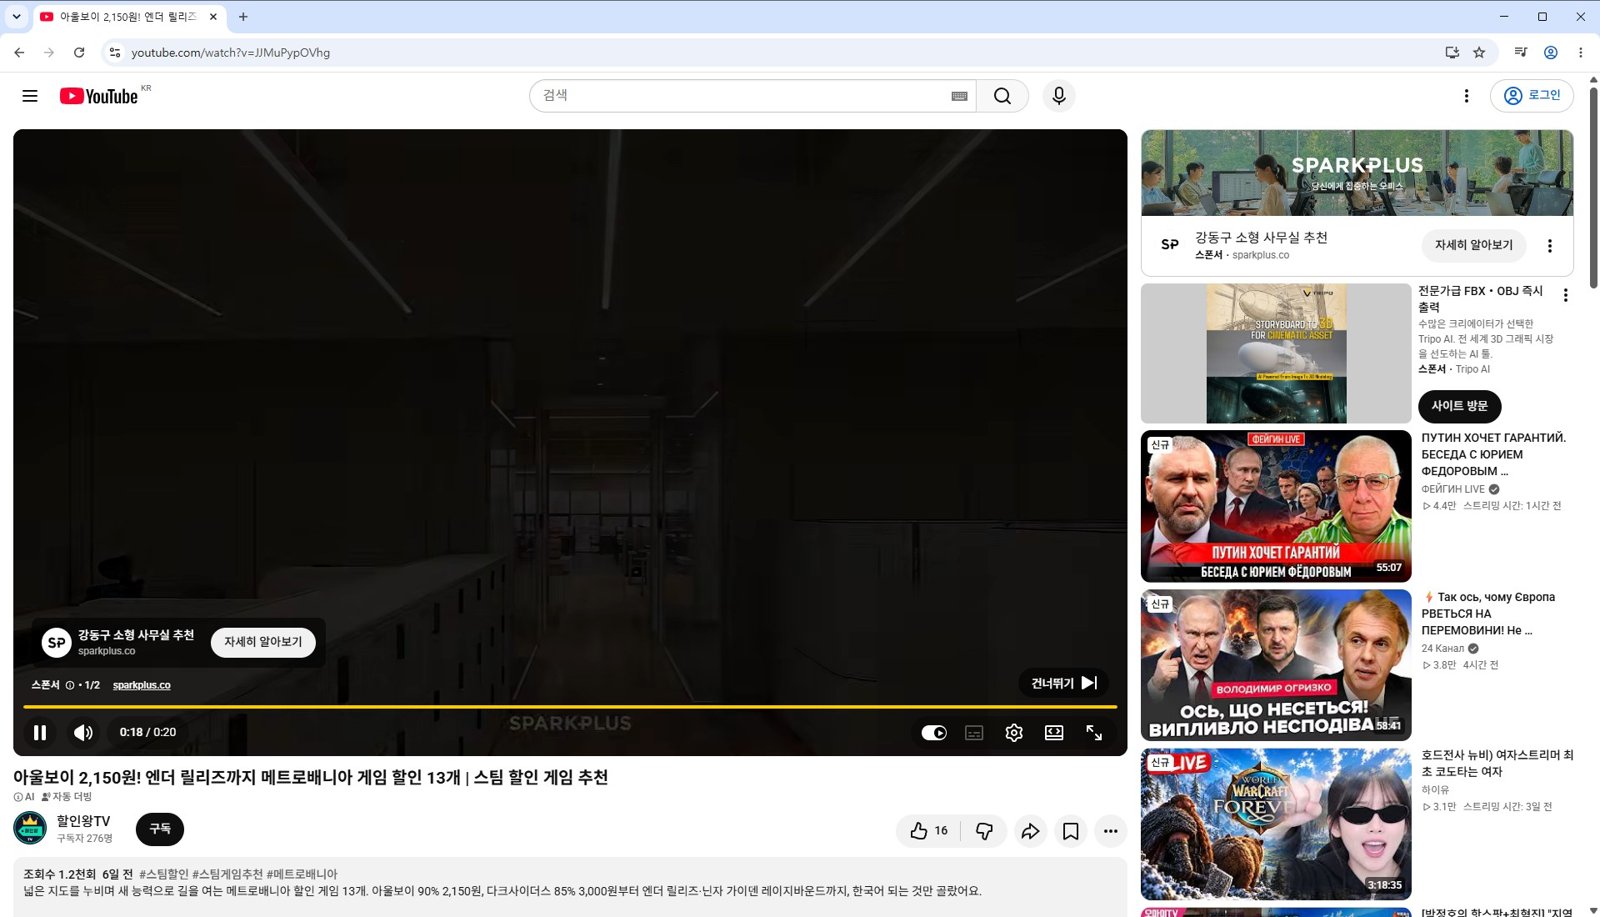 아울보이 2,150원! 엔더 릴리즈
youtube.com/watch?v=JJMuPypOVhg
YouTube KR
검색
로그인
강동구 소형 사무실 추천
sparkplus.co
자세히 알아보기
스폰서 • 1/2 sparkplus.co
건너뛰기
SPARKPLUS
0:18 / 0:20
아울보이 2,150원! 엔더 릴리즈까지 메트로배니아 게임 할인 13개 | 스팀 할인 게임 추천
AI 자동 더빙
할인왕TV
구독자 276명
구독
16
조회수 1.2천회 6일 전 #스팀할인 #스팀게임추천 #메트로배니아
넓은 지도를 누비며 새 능력으로 길을 여는 메트로배니아 할인 게임 13개. 아울보이 90% 2,150원, 다크사이더스 85% 3,000원부터 엔더 릴리즈·닌자 가이덴 레이지바운드까지, 한국어 되는 것만 골랐어요.
SPARKPLUS
당신에게 집중하는 오피스
SP
강동구 소형 사무실 추천
스폰서 · sparkplus.co
자세히 알아보기
TRIPO
STORYBOARD TO 3D
FOR CINEMATIC ASSET
전문가급 FBX • OBJ 즉시
출력
수많은 크리에이터가 선택한
Tripo AI. 전 세계 3D 그래픽 시장
을 선도하는 AI 툴.
스폰서 · Tripo AI
사이트 방문
신규
ФЕЙГИН LIVE
ПУТИН ХОЧЕТ ГАРАНТИЙ
БЕСЕДА С ЮРИЕМ ФЁДОРОВЫМ
55:07
ПУТИН ХОЧЕТ ГАРАНТИЙ.
БЕСЕДА С ЮРИЕМ
ФЕДОРОВЫМ ...
ФЕЙГИН LIVE
4.4만 스트리밍 시간: 1시간 전
신규
ВОЛОДИМИР ОГРИЗКО
ОСЬ, ЩО НЕСЕТЬСЯ!
ВИПЛИВЛО НЕСПОДІВАНЕ
58:41
⚡ Так ось, чому Європа
РВЕТЬСЯ НА
ПЕРЕМОВИНИ! Не ...
24 Канал
3.8만 4시간 전
신규
LIVE
WORLD
WARCRAFT
FOREVER
3:18:35
호드전사 뉴비) 여자스트리머 최
초 코도타는 여자
하이유
3.1만 스트리밍 시간: 3일 전
[박정호의 핫스팟+최형진] "지역